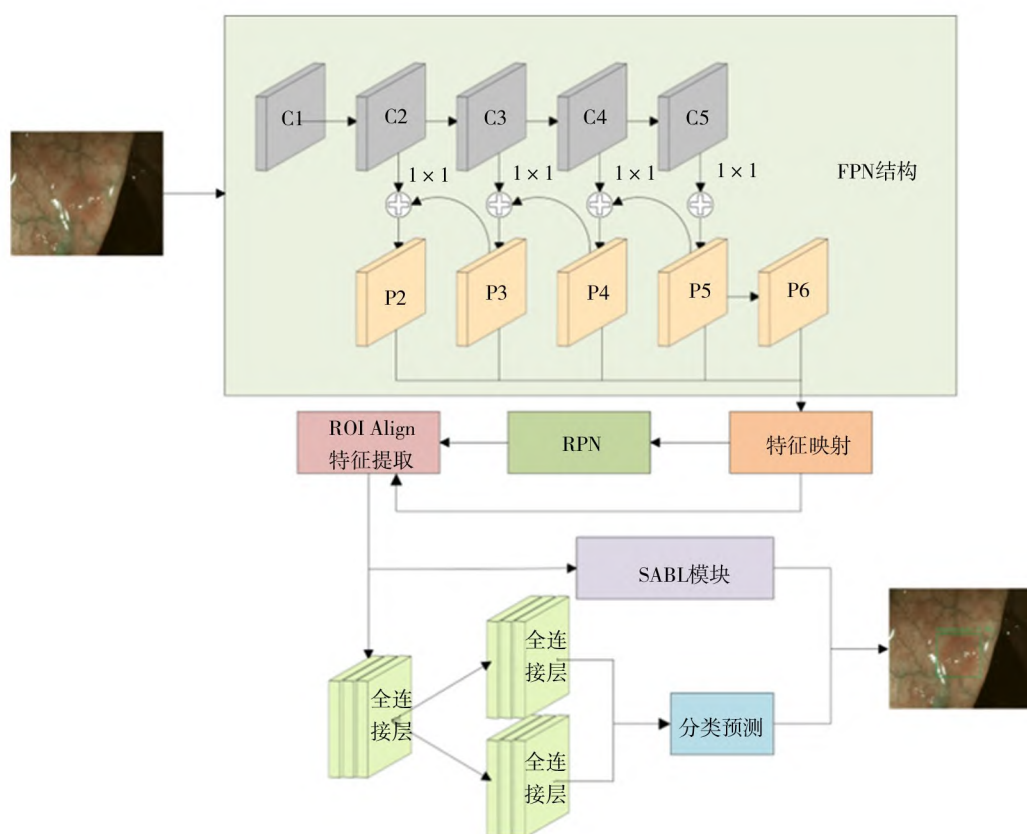 C1
C2
C3
C4
C5
1×1
1×1
1×1
1×1
FPN结构
P2
P3
P4
P5
P6
ROI Align
特征提取
RPN
特征映射
SABL模块
全连
接层
全连
接层
全连
接层
分类预测